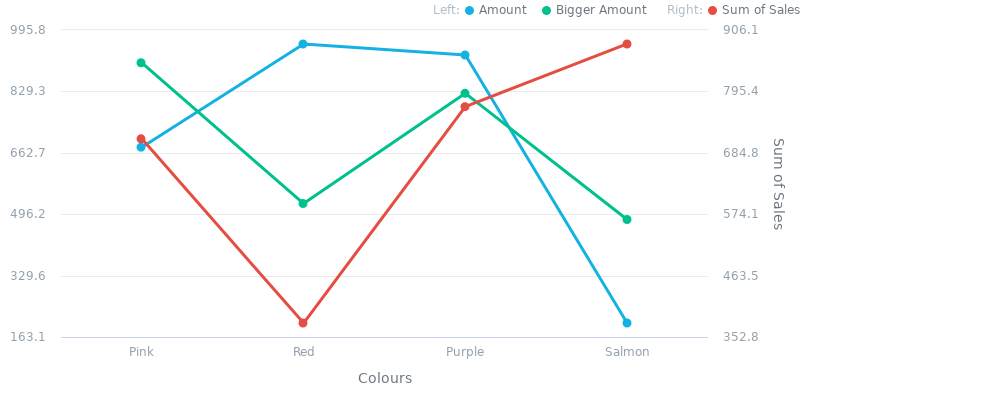 Left: Amount Bigger Amount Right: Sum of Sales
995.8 906.1
829.3 795.4
662.7 684.8
496.2 574.1
329.6 463.5
163.1 352.8
Sum of Sales
Pink Red Purple Salmon
Colours